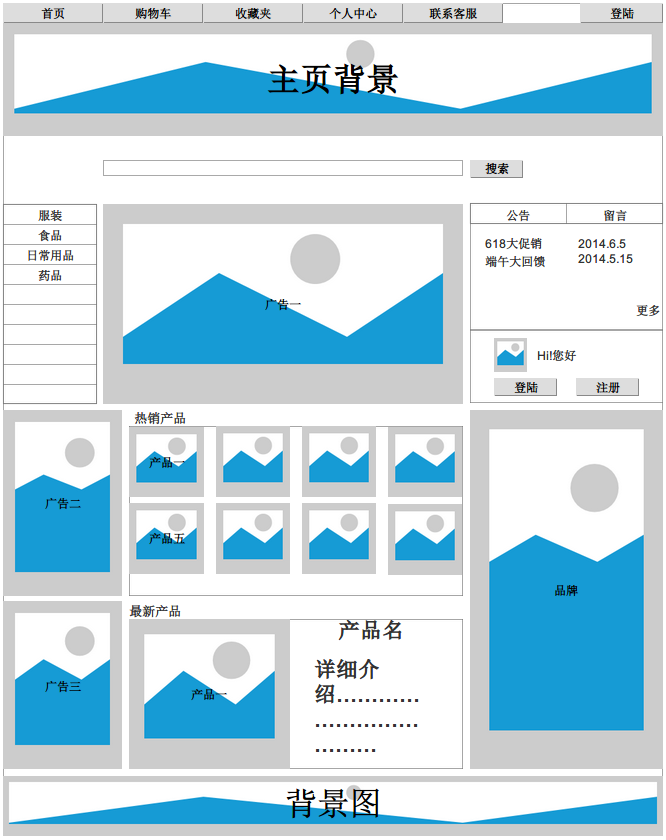 首页 购物车 收藏夹 个人中心 联系客服 登陆
主页背景
搜索
服装
食品
日常用品
药品
广告一
公告 留言
618大促销 2014.6.5
端午大回馈 2014.5.15
更多
Hi!您好
登陆 注册
广告二
热销产品
产品一
产品五
品牌
广告三
最新产品
产品一
产品名
详细介
绍............
...............
.........
背景图